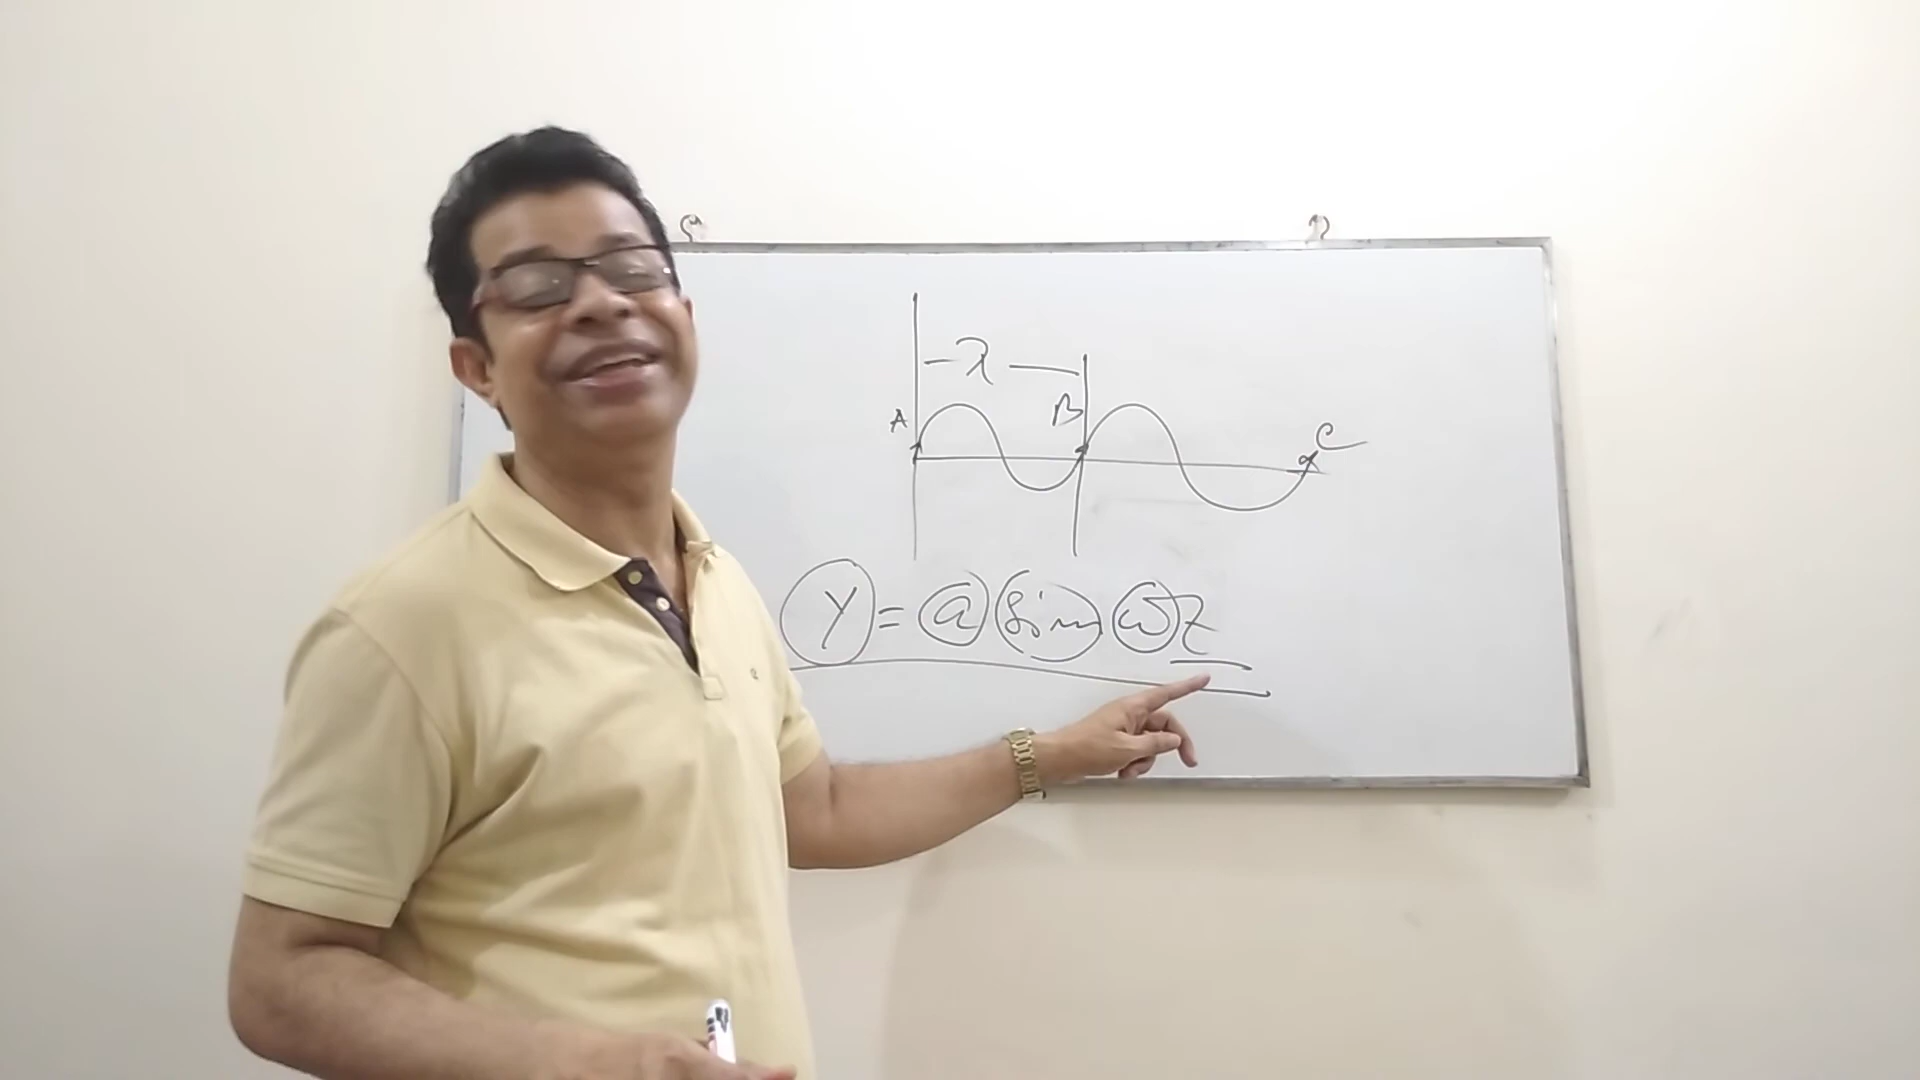 λ
A
B
C
y = a sin ωt